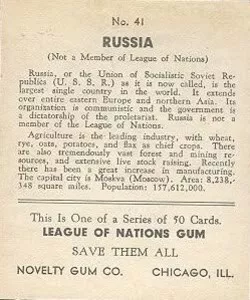 No. 41
RUSSIA
(Not a Member of League of Nations)
Russia, or the Union of Socialistic Soviet Re-
publics (U. S. S. R.) as it is now called, is the
largest single country in the world. It extends
over entire eastern Europe and northern Asia. Its
organization is communistic and the government is
a dictatorship of the proletariat. Russia is not a
member of the League of Nations.
Agriculture is the leading industry, with wheat,
rye, oats, potatoes, and flax as chief crops. There
are also tremendously vast forest and mining re-
sources, and extensive live stock raising. Recently
there has been a great increase in manufacturing.
The capital city is Moskva (Moscow). Area: 8,238,-
348 square miles. Population: 157,612,000.
This Is One of a Series of 50 Cards.
LEAGUE OF NATIONS GUM
SAVE THEM ALL
NOVELTY GUM CO. CHICAGO, ILL.